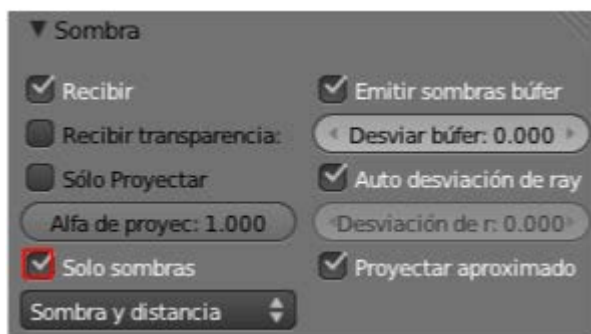 Sombra
Recibir
Emitir sombras búfer
Recibir transparencia:
Desviar búfer: 0.000
Sólo Proyectar
Auto desviación de ray
Alfa de proyec: 1.000
Desviación de r: 0.000
Solo sombras
Proyectar aproximado
Sombra y distancia